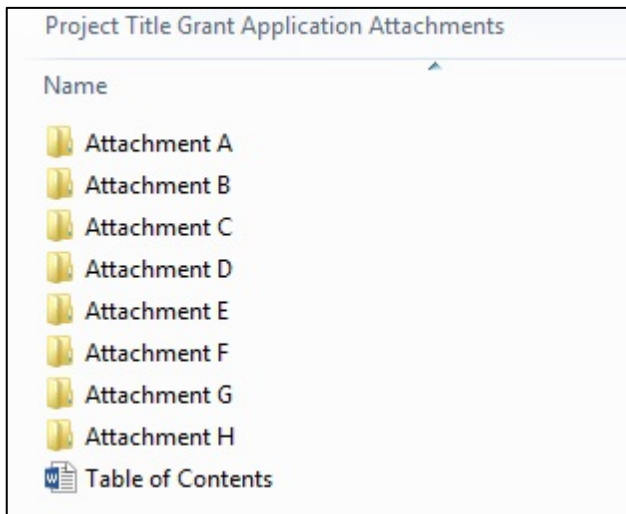 Project Title Grant Application Attachments
Name
Attachment A
Attachment B
Attachment C
Attachment D
Attachment E
Attachment F
Attachment G
Attachment H
Table of Contents